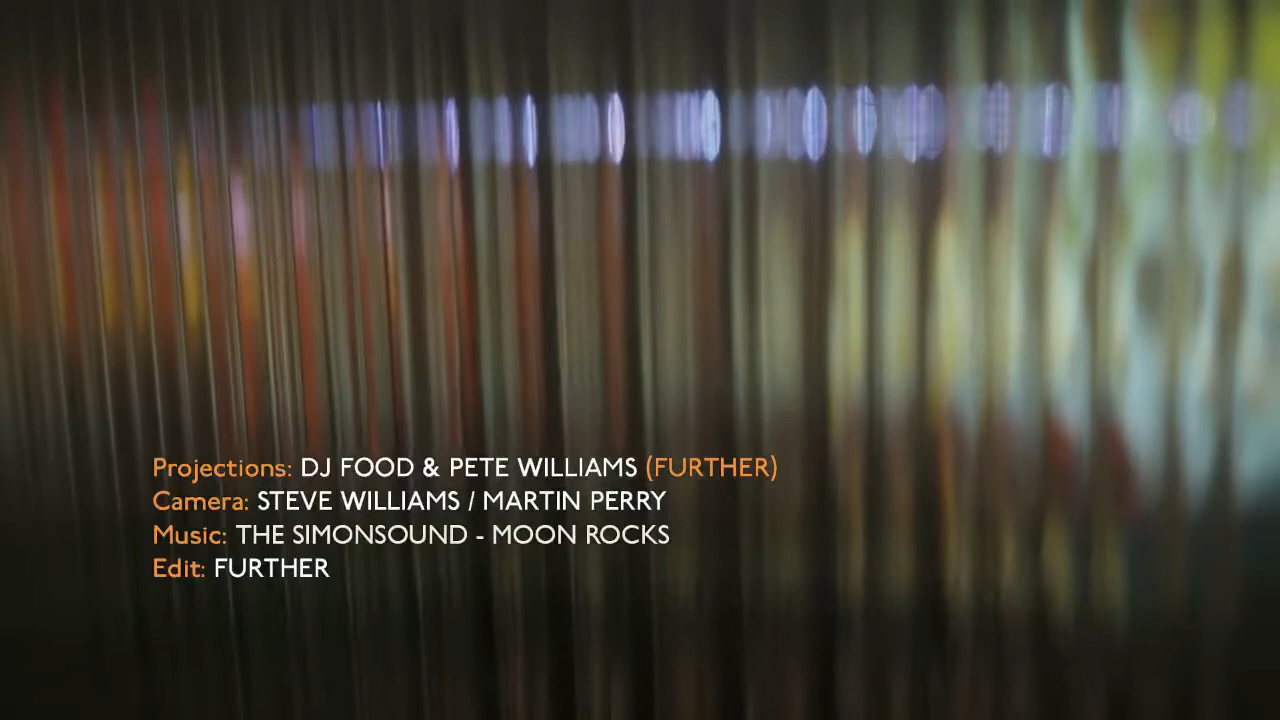 Projections: DJ FOOD & PETE WILLIAMS (FURTHER)
Camera: STEVE WILLIAMS / MARTIN PERRY
Music: THE SIMONSOUND - MOON ROCKS
Edit: FURTHER